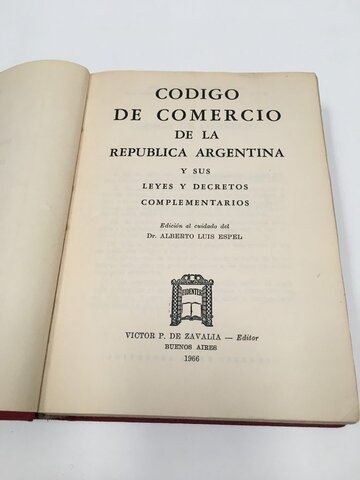 CODIGO
DE COMERCIO
DE LA
REPUBLICA ARGENTINA
Y SUS
LEYES Y DECRETOS
COMPLEMENTARIOS
Edición al cuidado del
Dr. ALBERTO LUIS ESPEL
VICTOR P. DE ZAVALIA — Editor
BUENOS AIRES
1966